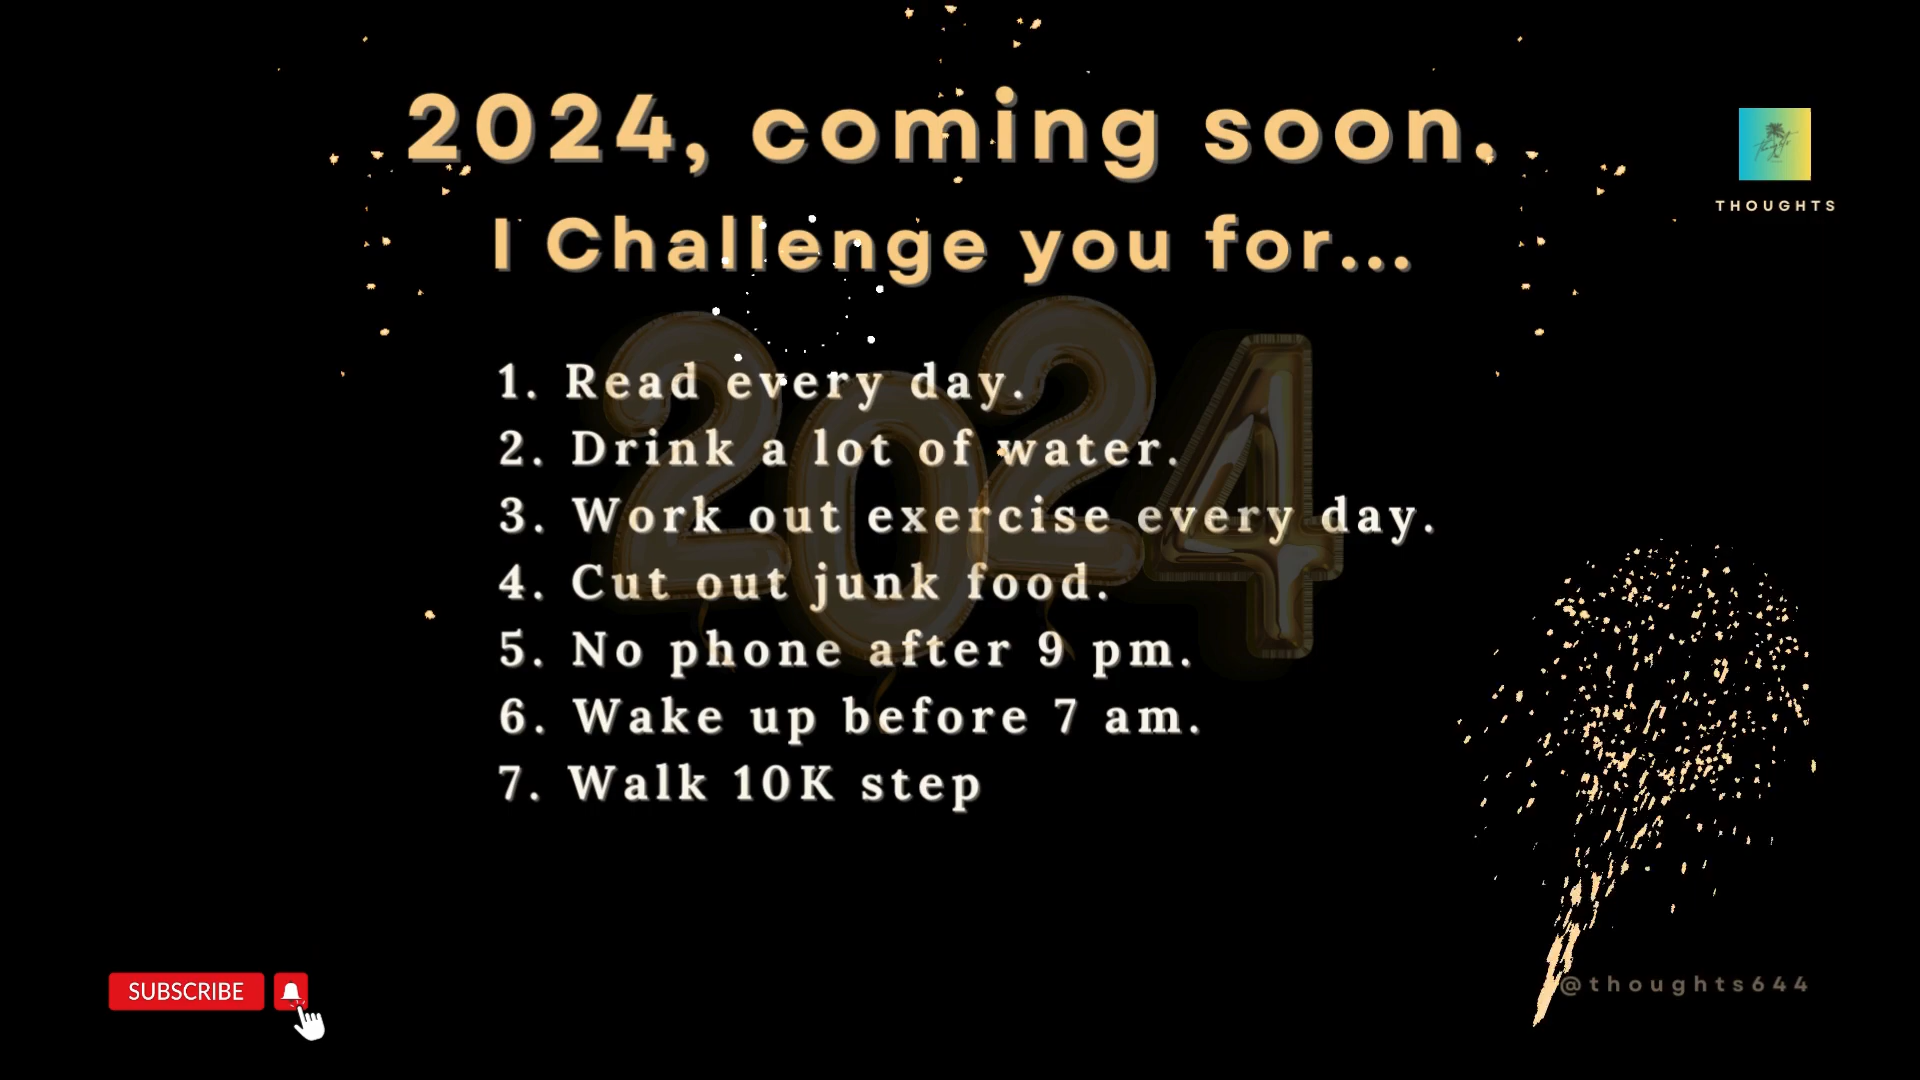 2024, coming soon.
I Challenge you for...
THOUGHTS
1. Read every day.
2. Drink a lot of water.
3. Work out exercise every day.
4. Cut out junk food.
5. No phone after 9 pm.
6. Wake up before 7 am.
7. Walk 10K step
2024
SUBSCRIBE
@thoughts644